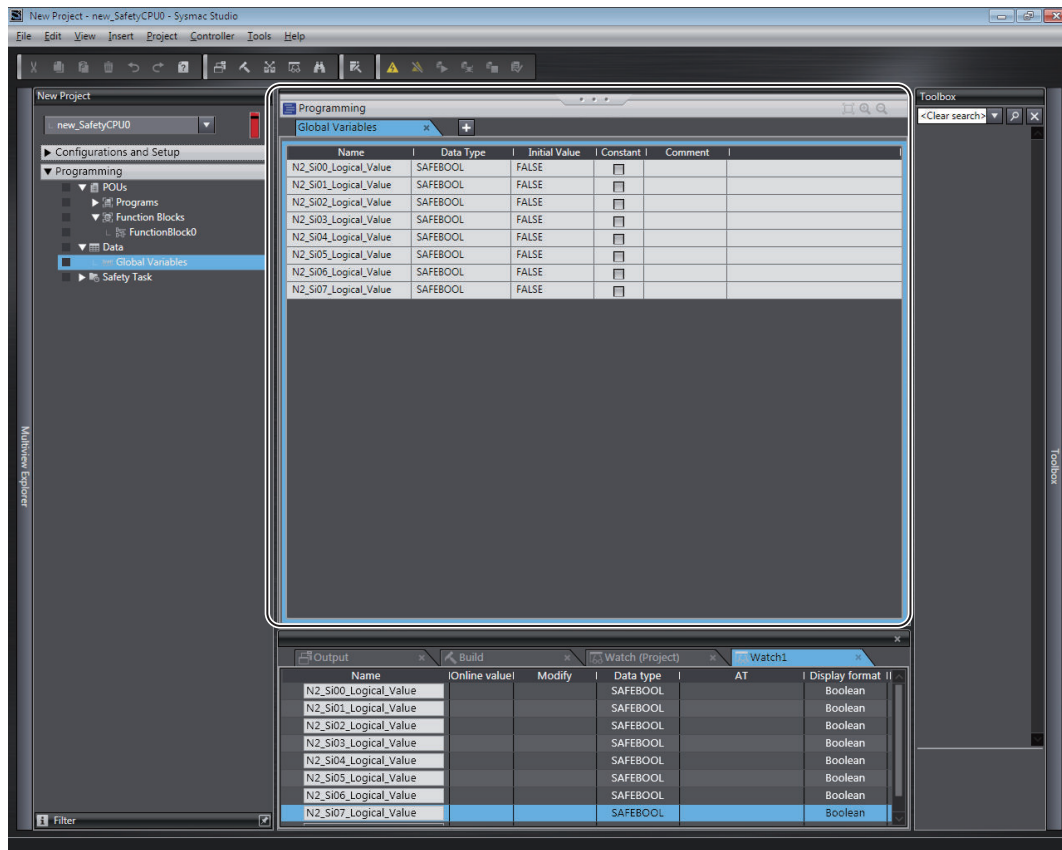 New Project - new_SafetyCPU0 - Sysmac Studio
File Edit View Insert Project Controller Tools Help
New Project
new_SafetyCPU0
Configurations and Setup
Programming
POUs
Programs
Function Blocks
FunctionBlock0
Data
Global Variables
Safety Task
Filter
Multiview Explorer
Programming
Global Variables
Name Data Type Initial Value Constant Comment
N2_Si00_Logical_Value SAFEBOOL FALSE
N2_Si01_Logical_Value SAFEBOOL FALSE
N2_Si02_Logical_Value SAFEBOOL FALSE
N2_Si03_Logical_Value SAFEBOOL FALSE
N2_Si04_Logical_Value SAFEBOOL FALSE
N2_Si05_Logical_Value SAFEBOOL FALSE
N2_Si06_Logical_Value SAFEBOOL FALSE
N2_Si07_Logical_Value SAFEBOOL FALSE
Output Build Watch (Project) Watch1
Name Online value Modify Data type AT Display format
N2_Si00_Logical_Value SAFEBOOL Boolean
N2_Si01_Logical_Value SAFEBOOL Boolean
N2_Si02_Logical_Value SAFEBOOL Boolean
N2_Si03_Logical_Value SAFEBOOL Boolean
N2_Si04_Logical_Value SAFEBOOL Boolean
N2_Si05_Logical_Value SAFEBOOL Boolean
N2_Si06_Logical_Value SAFEBOOL Boolean
N2_Si07_Logical_Value SAFEBOOL Boolean
Toolbox
<Clear search>
Toolbox